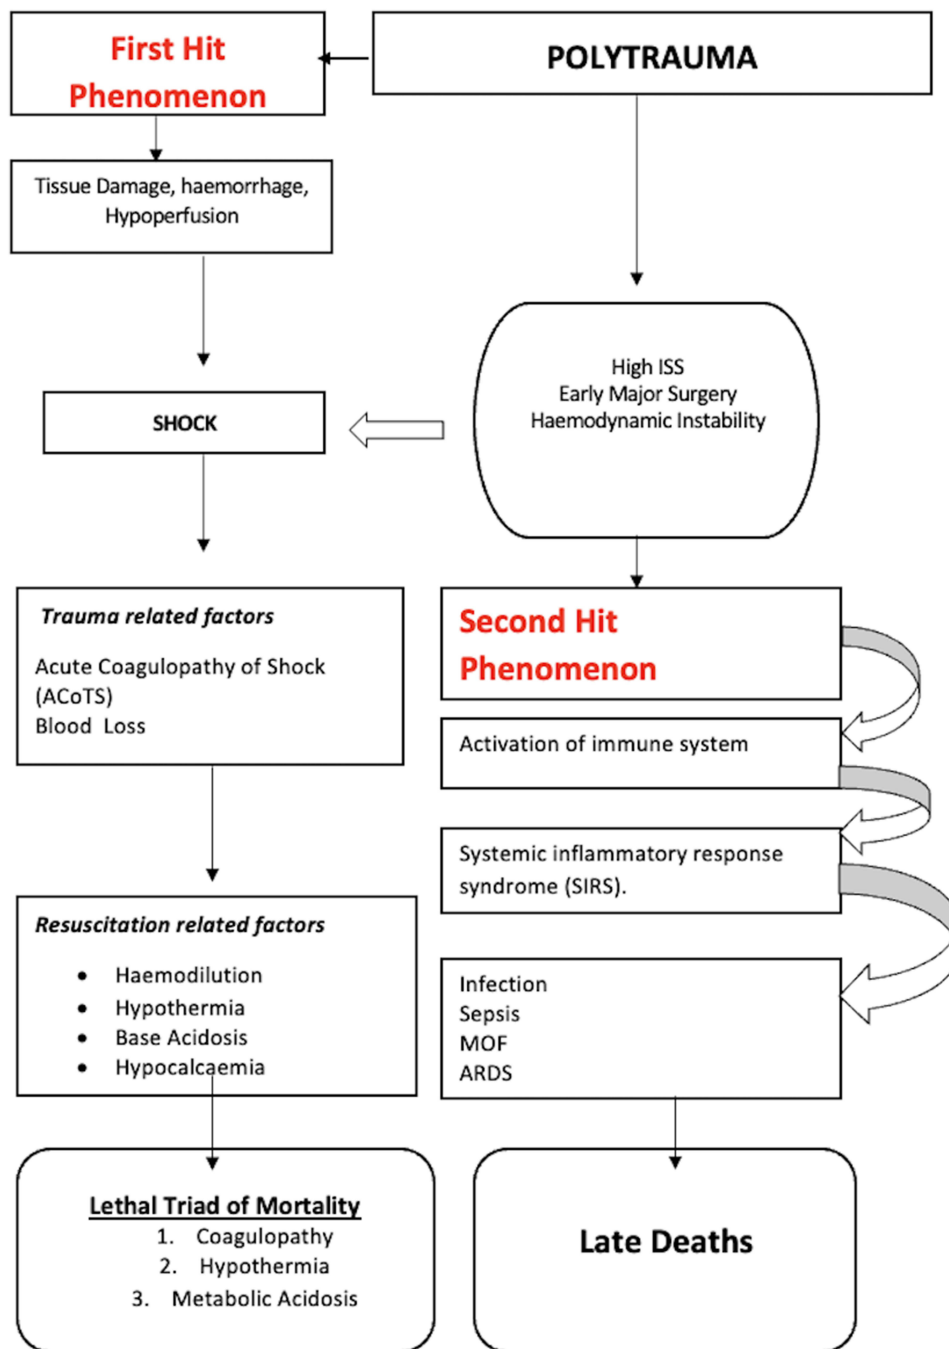 First Hit
Phenomenon
POLYTRAUMA
Tissue Damage, haemorrhage,
Hypoperfusion
High ISS
Early Major Surgery
Haemodynamic Instability
SHOCK
Trauma related factors
Acute Coagulopathy of Shock
(ACoTS)
Blood Loss
Second Hit
Phenomenon
Activation of immune system
Systemic inflammatory response
syndrome (SIRS).
Resuscitation related factors
• Haemodilution
• Hypothermia
• Base Acidosis
• Hypocalcaemia
Infection
Sepsis
MOF
ARDS
Lethal Triad of Mortality
1. Coagulopathy
2. Hypothermia
3. Metabolic Acidosis
Late Deaths